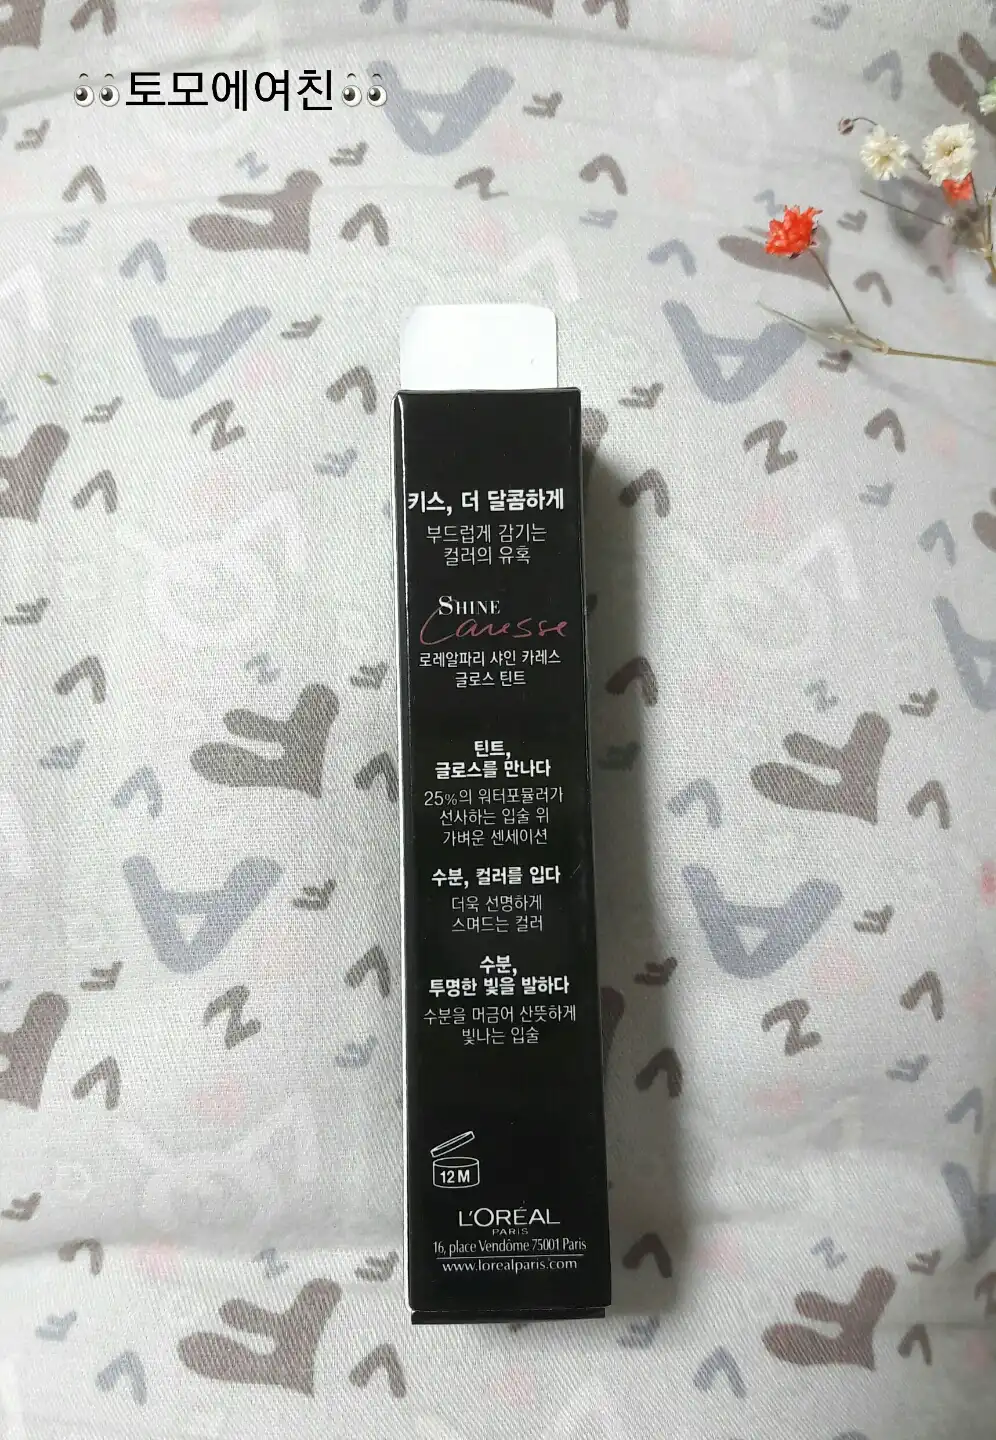 👀토모에여친👀
키스, 더 달콤하게
부드럽게 감기는
컬러의 유혹
SHINE
Caresse
로레알파리 샤인 카레스
글로스 틴트
틴트,
글로스를 만나다
25%의 워터포뮬러가
선사하는 입술 위
가벼운 센세이션
수분, 컬러를 입다
더욱 선명하게
스며드는 컬러
수분,
투명한 빛을 발하다
수분을 머금어 산뜻하게
빛나는 입술
12M
L'ORÉAL
PARIS
16, place Vendôme 75001 Paris
www.lorealparis.com